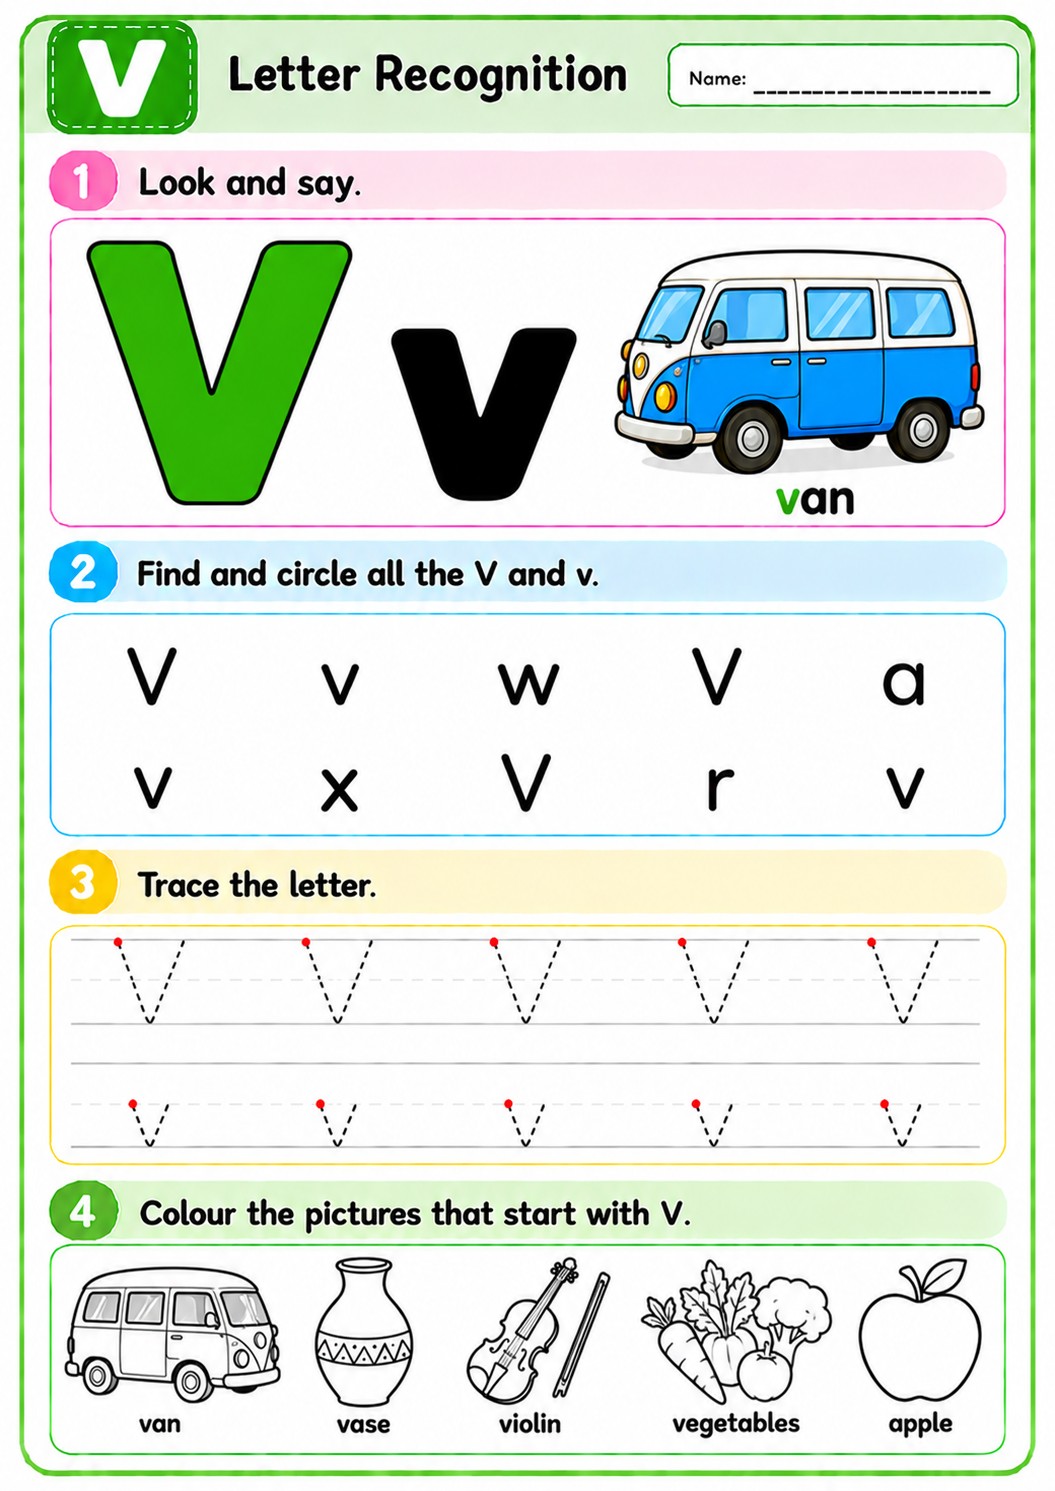 V
Letter Recognition
Name: ____________________
1
Look and say.
V v
van
2
Find and circle all the V and v.
V v w V a
v x V r v
3
Trace the letter.
V V V V V
v v v v v
4
Colour the pictures that start with V.
van vase violin vegetables apple